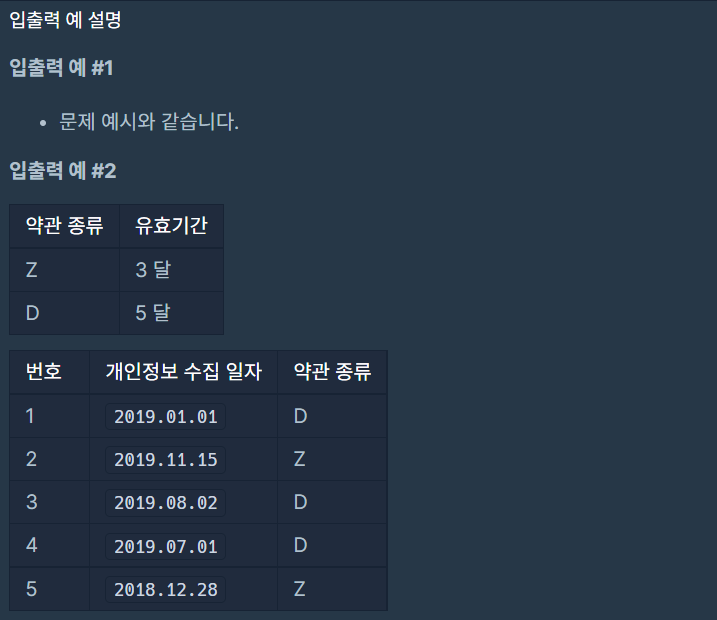 입출력 예 설명
입출력 예 #1
• 문제 예시와 같습니다.
입출력 예 #2
약관 종류 유효기간
Z 3 달
D 5 달
번호 개인정보 수집 일자 약관 종류
1 2019.01.01 D
2 2019.11.15 Z
3 2019.08.02 D
4 2019.07.01 D
5 2018.12.28 Z